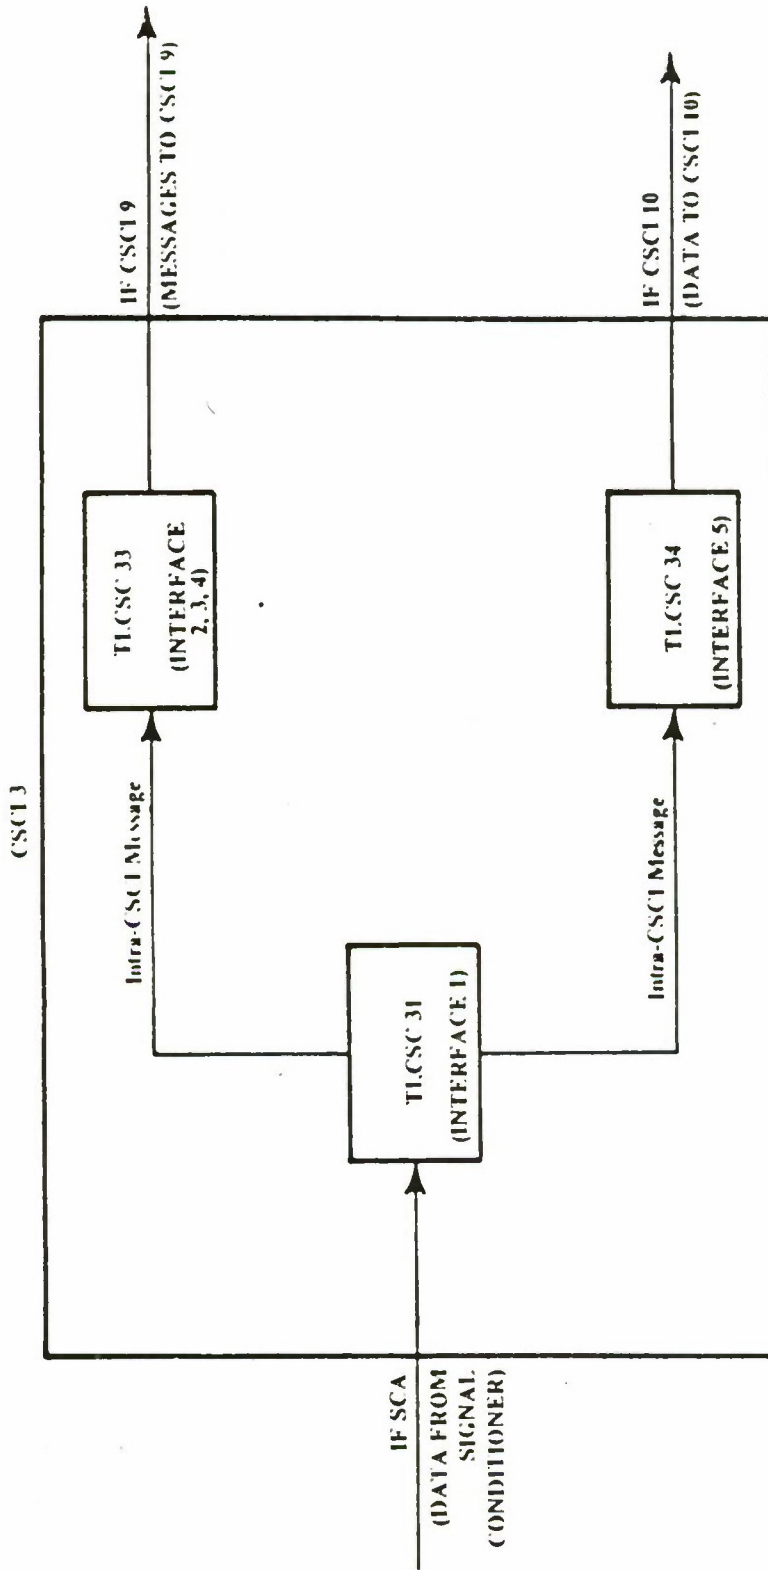 CSCI 3
IF SCA
(DATA FROM
SIGNAL
CONDITIONER)
TLCSC 31
(INTERFACE 1)
Intra-CSCI Message
Intra-CSCI Message
TLCSC 33
(INTERFACE
2, 3, 4)
TLCSC 34
(INTERFACE 5)
IF CSCI 9
(MESSAGES TO CSCI 9)
IF CSCI 10
(DATA TO CSCI 10)